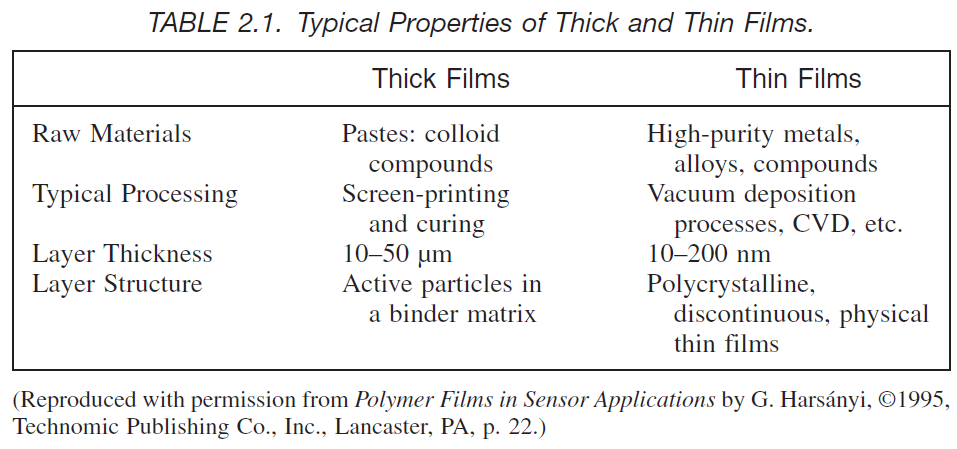 TABLE 2.1. Typical Properties of Thick and Thin Films.
Thick Films Thin Films
Raw Materials Pastes: colloid High-purity metals,
compounds alloys, compounds
Typical Processing Screen-printing Vacuum deposition
and curing processes, CVD, etc.
Layer Thickness 10–50 μm 10–200 nm
Layer Structure Active particles in Polycrystalline,
a binder matrix discontinuous, physical
thin films
(Reproduced with permission from Polymer Films in Sensor Applications by G. Harsányi, ©1995,
Technomic Publishing Co., Inc., Lancaster, PA, p. 22.)